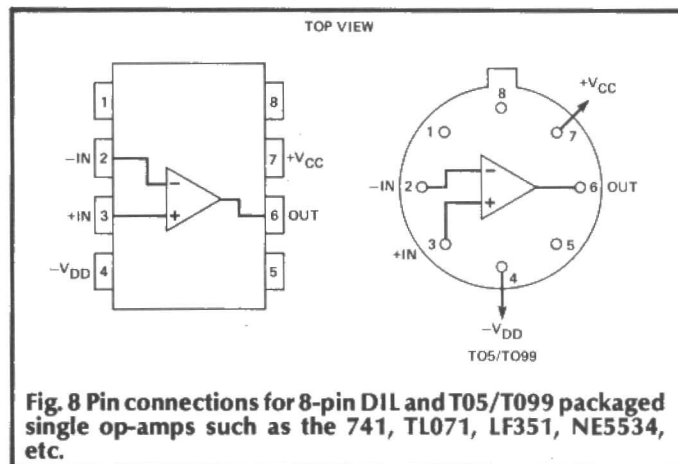 TOP VIEW
1
8
−IN 2
7 +VCC
+IN 3
6 OUT
−VDD 4
5
−
+
8
+VCC
1
7
−IN 2
−
+
6 OUT
+IN
3
5
4
−VDD
TO5/TO99
Fig. 8 Pin connections for 8-pin DIL and T05/T099 packaged
single op-amps such as the 741, TL071, LF351, NE5534,
etc.